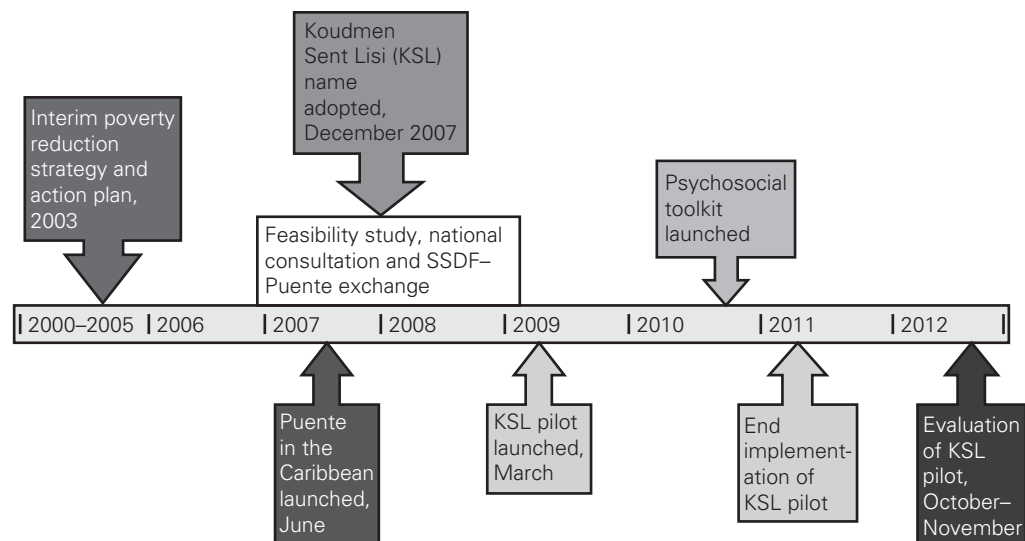 Koudmen
Sent Lisi (KSL)
name
adopted,
December 2007
Interim poverty
reduction
strategy and
action plan,
2003
Psychosocial
toolkit
launched
Feasibility study, national
consultation and SSDF–
Puente exchange
2000–2005
2006
2007
2008
2009
2010
2011
2012
Puente
in the
Caribbean
launched,
June
KSL pilot
launched,
March
End
implement-
ation of
KSL pilot
Evaluation
of KSL
pilot,
October–
November